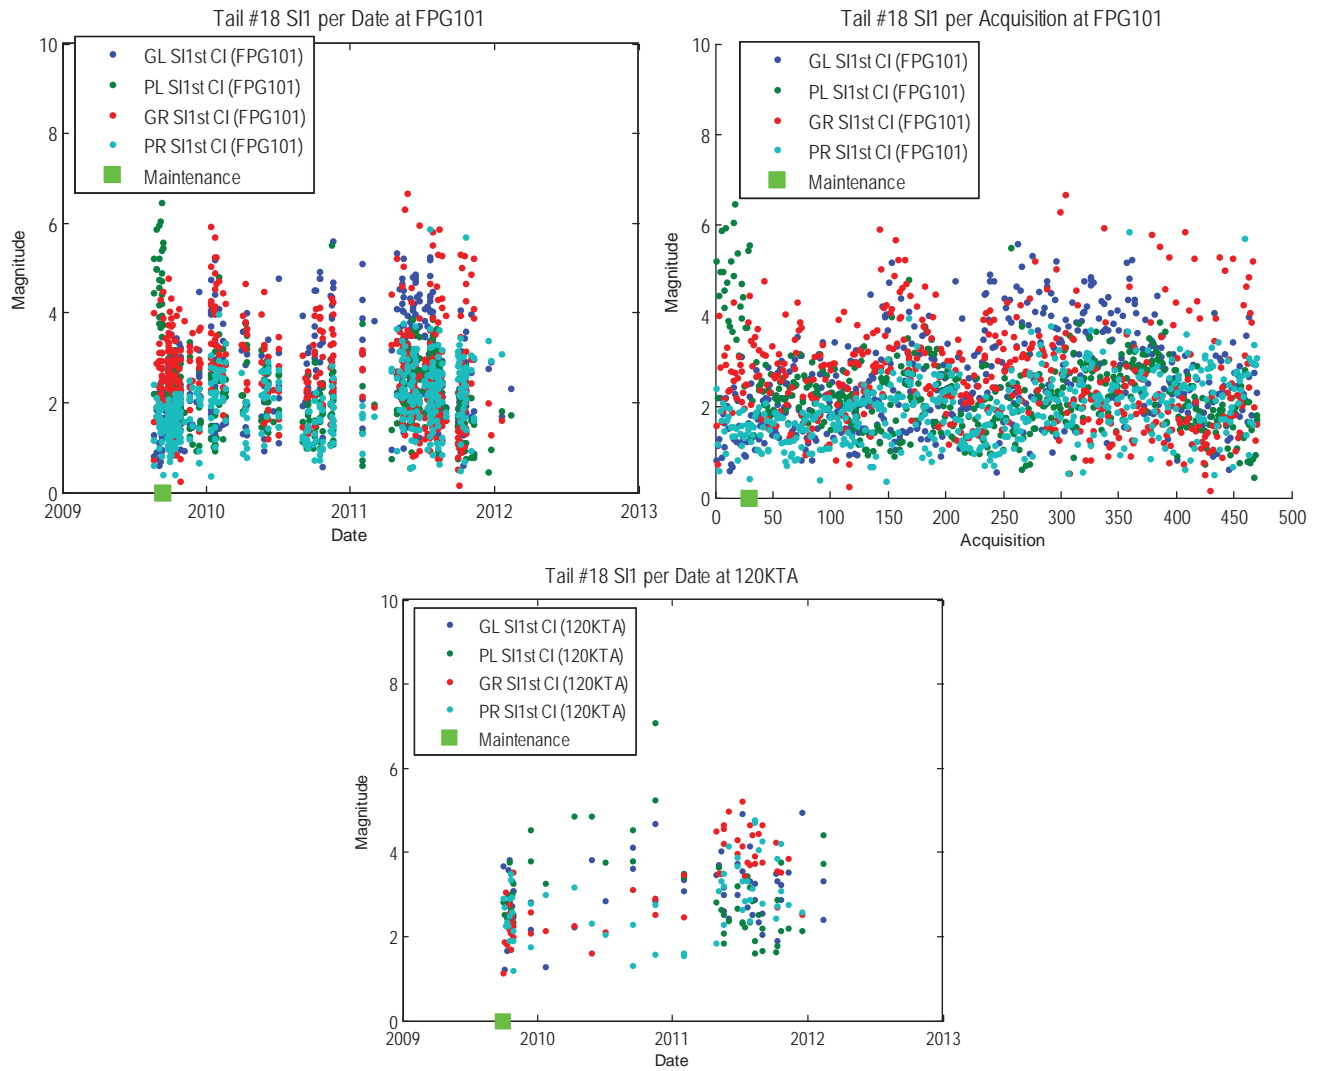 Tail #18 SI1 per Date at FPG101
10
8
6
4
2
0
Magnitude
GL SI1st CI (FPG101)
PL SI1st CI (FPG101)
GR SI1st CI (FPG101)
PR SI1st CI (FPG101)
Maintenance
2009 2010 2011 2012 2013
Date
Tail #18 SI1 per Acquisition at FPG101
10
8
6
4
2
0
Magnitude
GL SI1st CI (FPG101)
PL SI1st CI (FPG101)
GR SI1st CI (FPG101)
PR SI1st CI (FPG101)
Maintenance
0 50 100 150 200 250 300 350 400 450 500
Acquisition
Tail #18 SI1 per Date at 120KTA
10
8
6
4
2
0
Magnitude
GL SI1st CI (120KTA)
PL SI1st CI (120KTA)
GR SI1st CI (120KTA)
PR SI1st CI (120KTA)
Maintenance
2009 2010 2011 2012 2013
Date